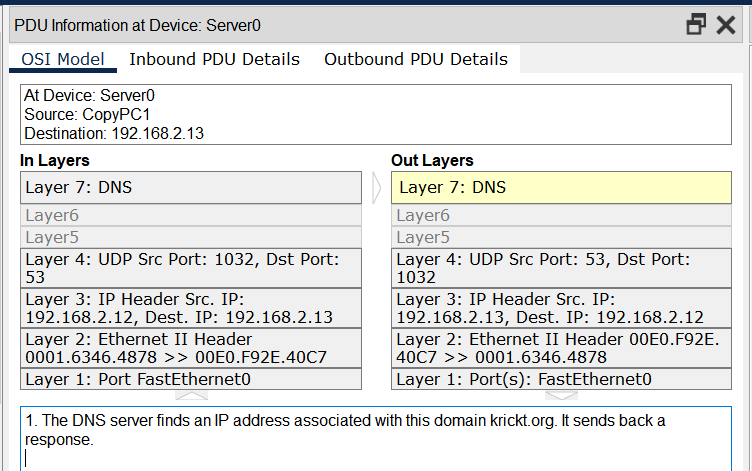 PDU Information at Device: Server0
OSI Model Inbound PDU Details Outbound PDU Details
At Device: Server0
Source: CopyPC1
Destination: 192.168.2.13
In Layers
Layer 7: DNS
Layer6
Layer5
Layer 4: UDP Src Port: 1032, Dst Port:
53
Layer 3: IP Header Src. IP:
192.168.2.12, Dest. IP: 192.168.2.13
Layer 2: Ethernet II Header
0001.6346.4878 >> 00E0.F92E.40C7
Layer 1: Port FastEthernet0
Out Layers
Layer 7: DNS
Layer6
Layer5
Layer 4: UDP Src Port: 53, Dst Port:
1032
Layer 3: IP Header Src. IP:
192.168.2.13, Dest. IP: 192.168.2.12
Layer 2: Ethernet II Header 00E0.F92E.
40C7 >> 0001.6346.4878
Layer 1: Port(s): FastEthernet0
1. The DNS server finds an IP address associated with this domain krickt.org. It sends back a
response.